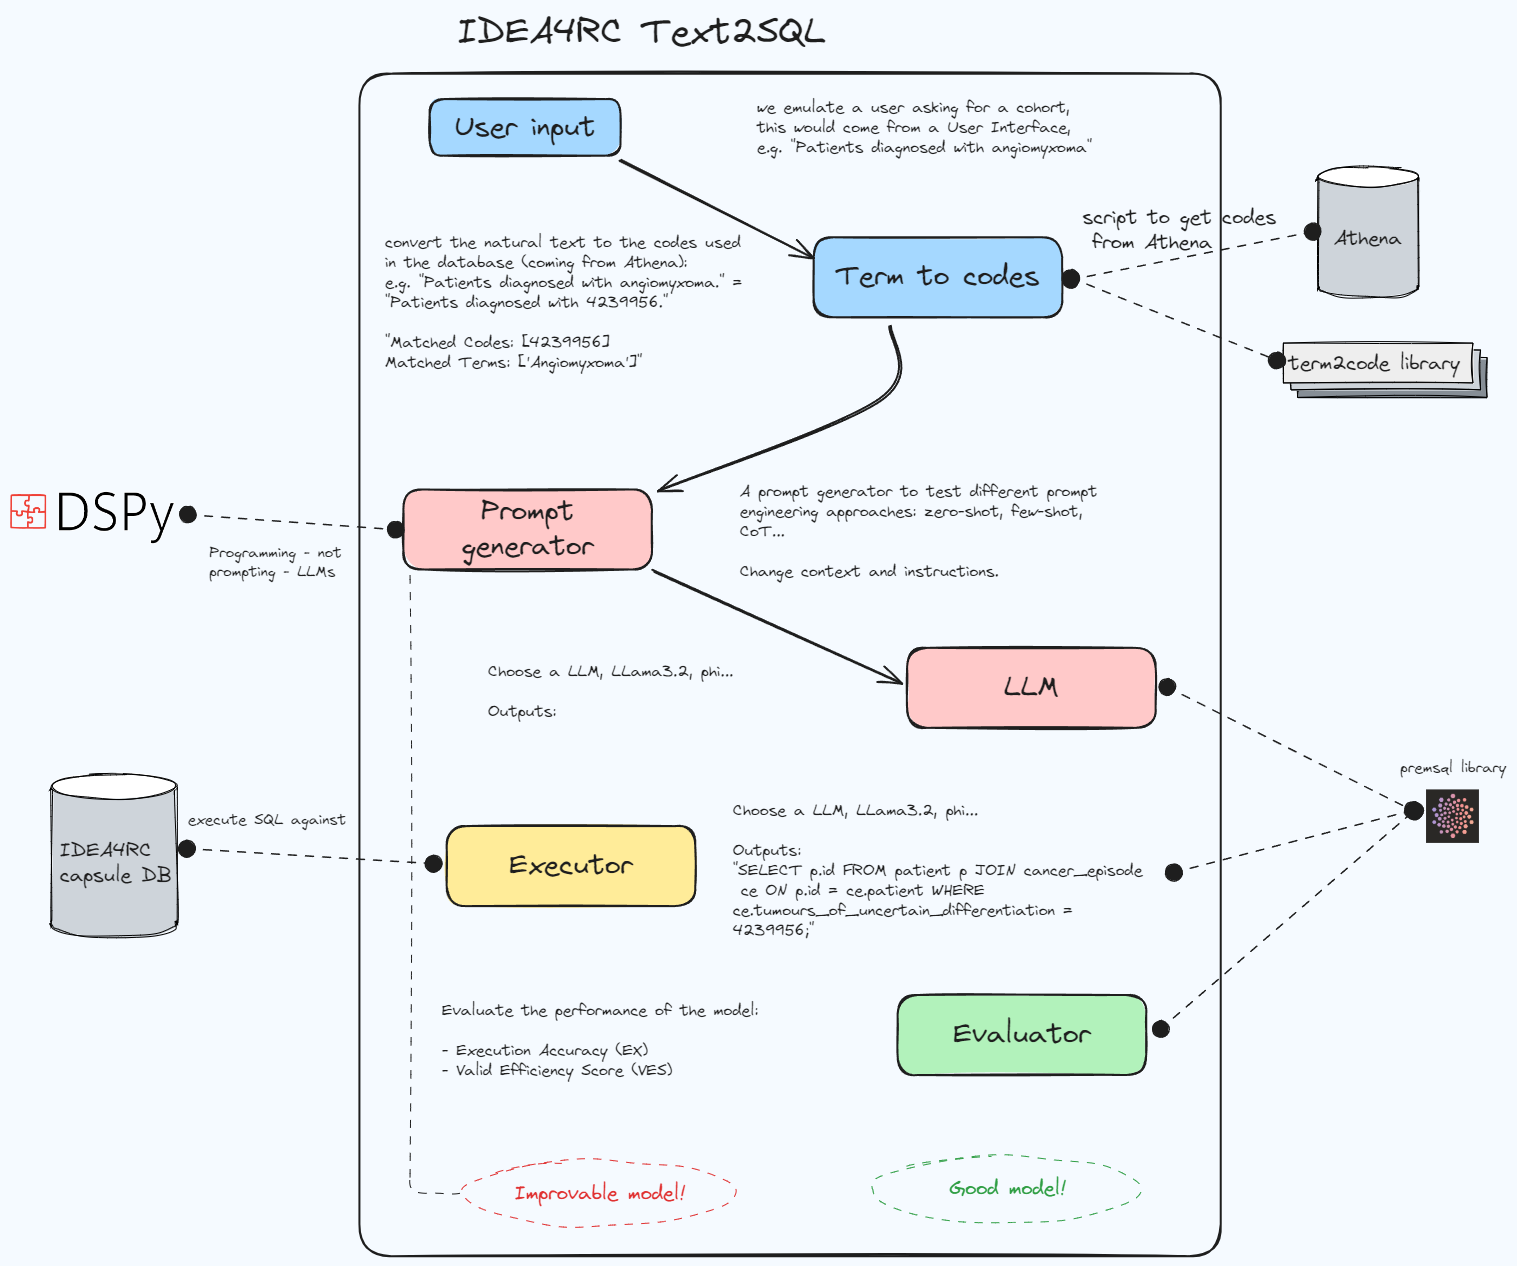 IDEA4RC Text2SQL
User input
we emulate a user asking for a cohort,
this would come from a User Interface,
e.g. "Patients diagnosed with angiomyxoma"
script to get codes
from Athena
Athena
convert the natural text to the codes used
in the database (coming from Athena):
e.g. "Patients diagnosed with angiomyxoma." =
"Patients diagnosed with 4239956."
"Matched Codes: [4239956]
Matched Terms: ['Angiomyxoma']"
Term to codes
term2code library
DSPy
Programming - not
prompting - LLMs
Prompt
generator
A prompt generator to test different prompt
engineering approaches: zero-shot, few-shot,
CoT...
Change context and instructions.
Choose a LLM, LLama3.2, phi...
Outputs:
LLM
premsql library
IDEA4RC
capsule DB
execute SQL against
Executor
Choose a LLM, LLama3.2, phi...
Outputs:
"SELECT p.id FROM patient p JOIN cancer_episode
ce ON p.id = ce.patient WHERE
ce.tumours_of_uncertain_differentiation =
4239956;"
Evaluate the performance of the model:
- Execution Accuracy (EX)
- Valid Efficiency Score (VES)
Evaluator
Improvable model!
Good model!